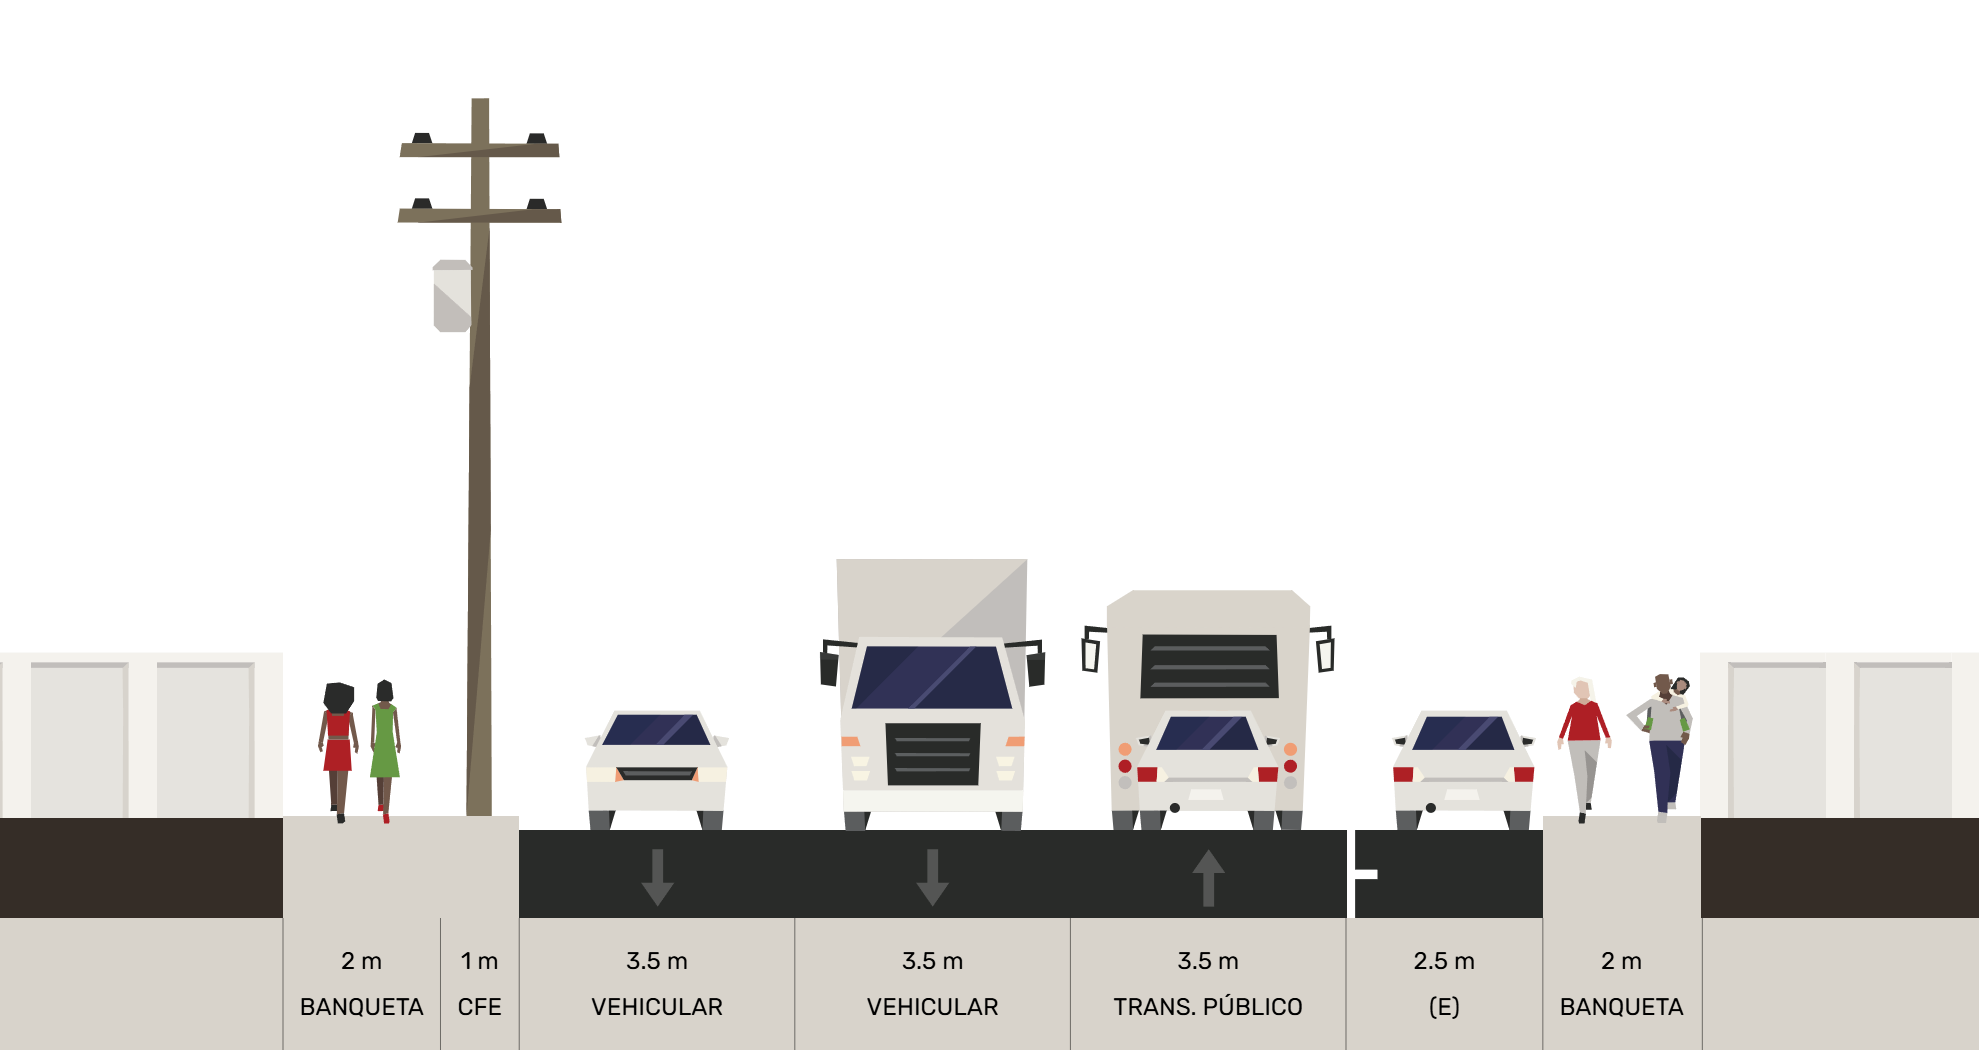 2 m
BANQUETA
1 m
CFE
3.5 m
VEHICULAR
3.5 m
VEHICULAR
3.5 m
TRANS. PÚBLICO
2.5 m
(E)
2 m
BANQUETA